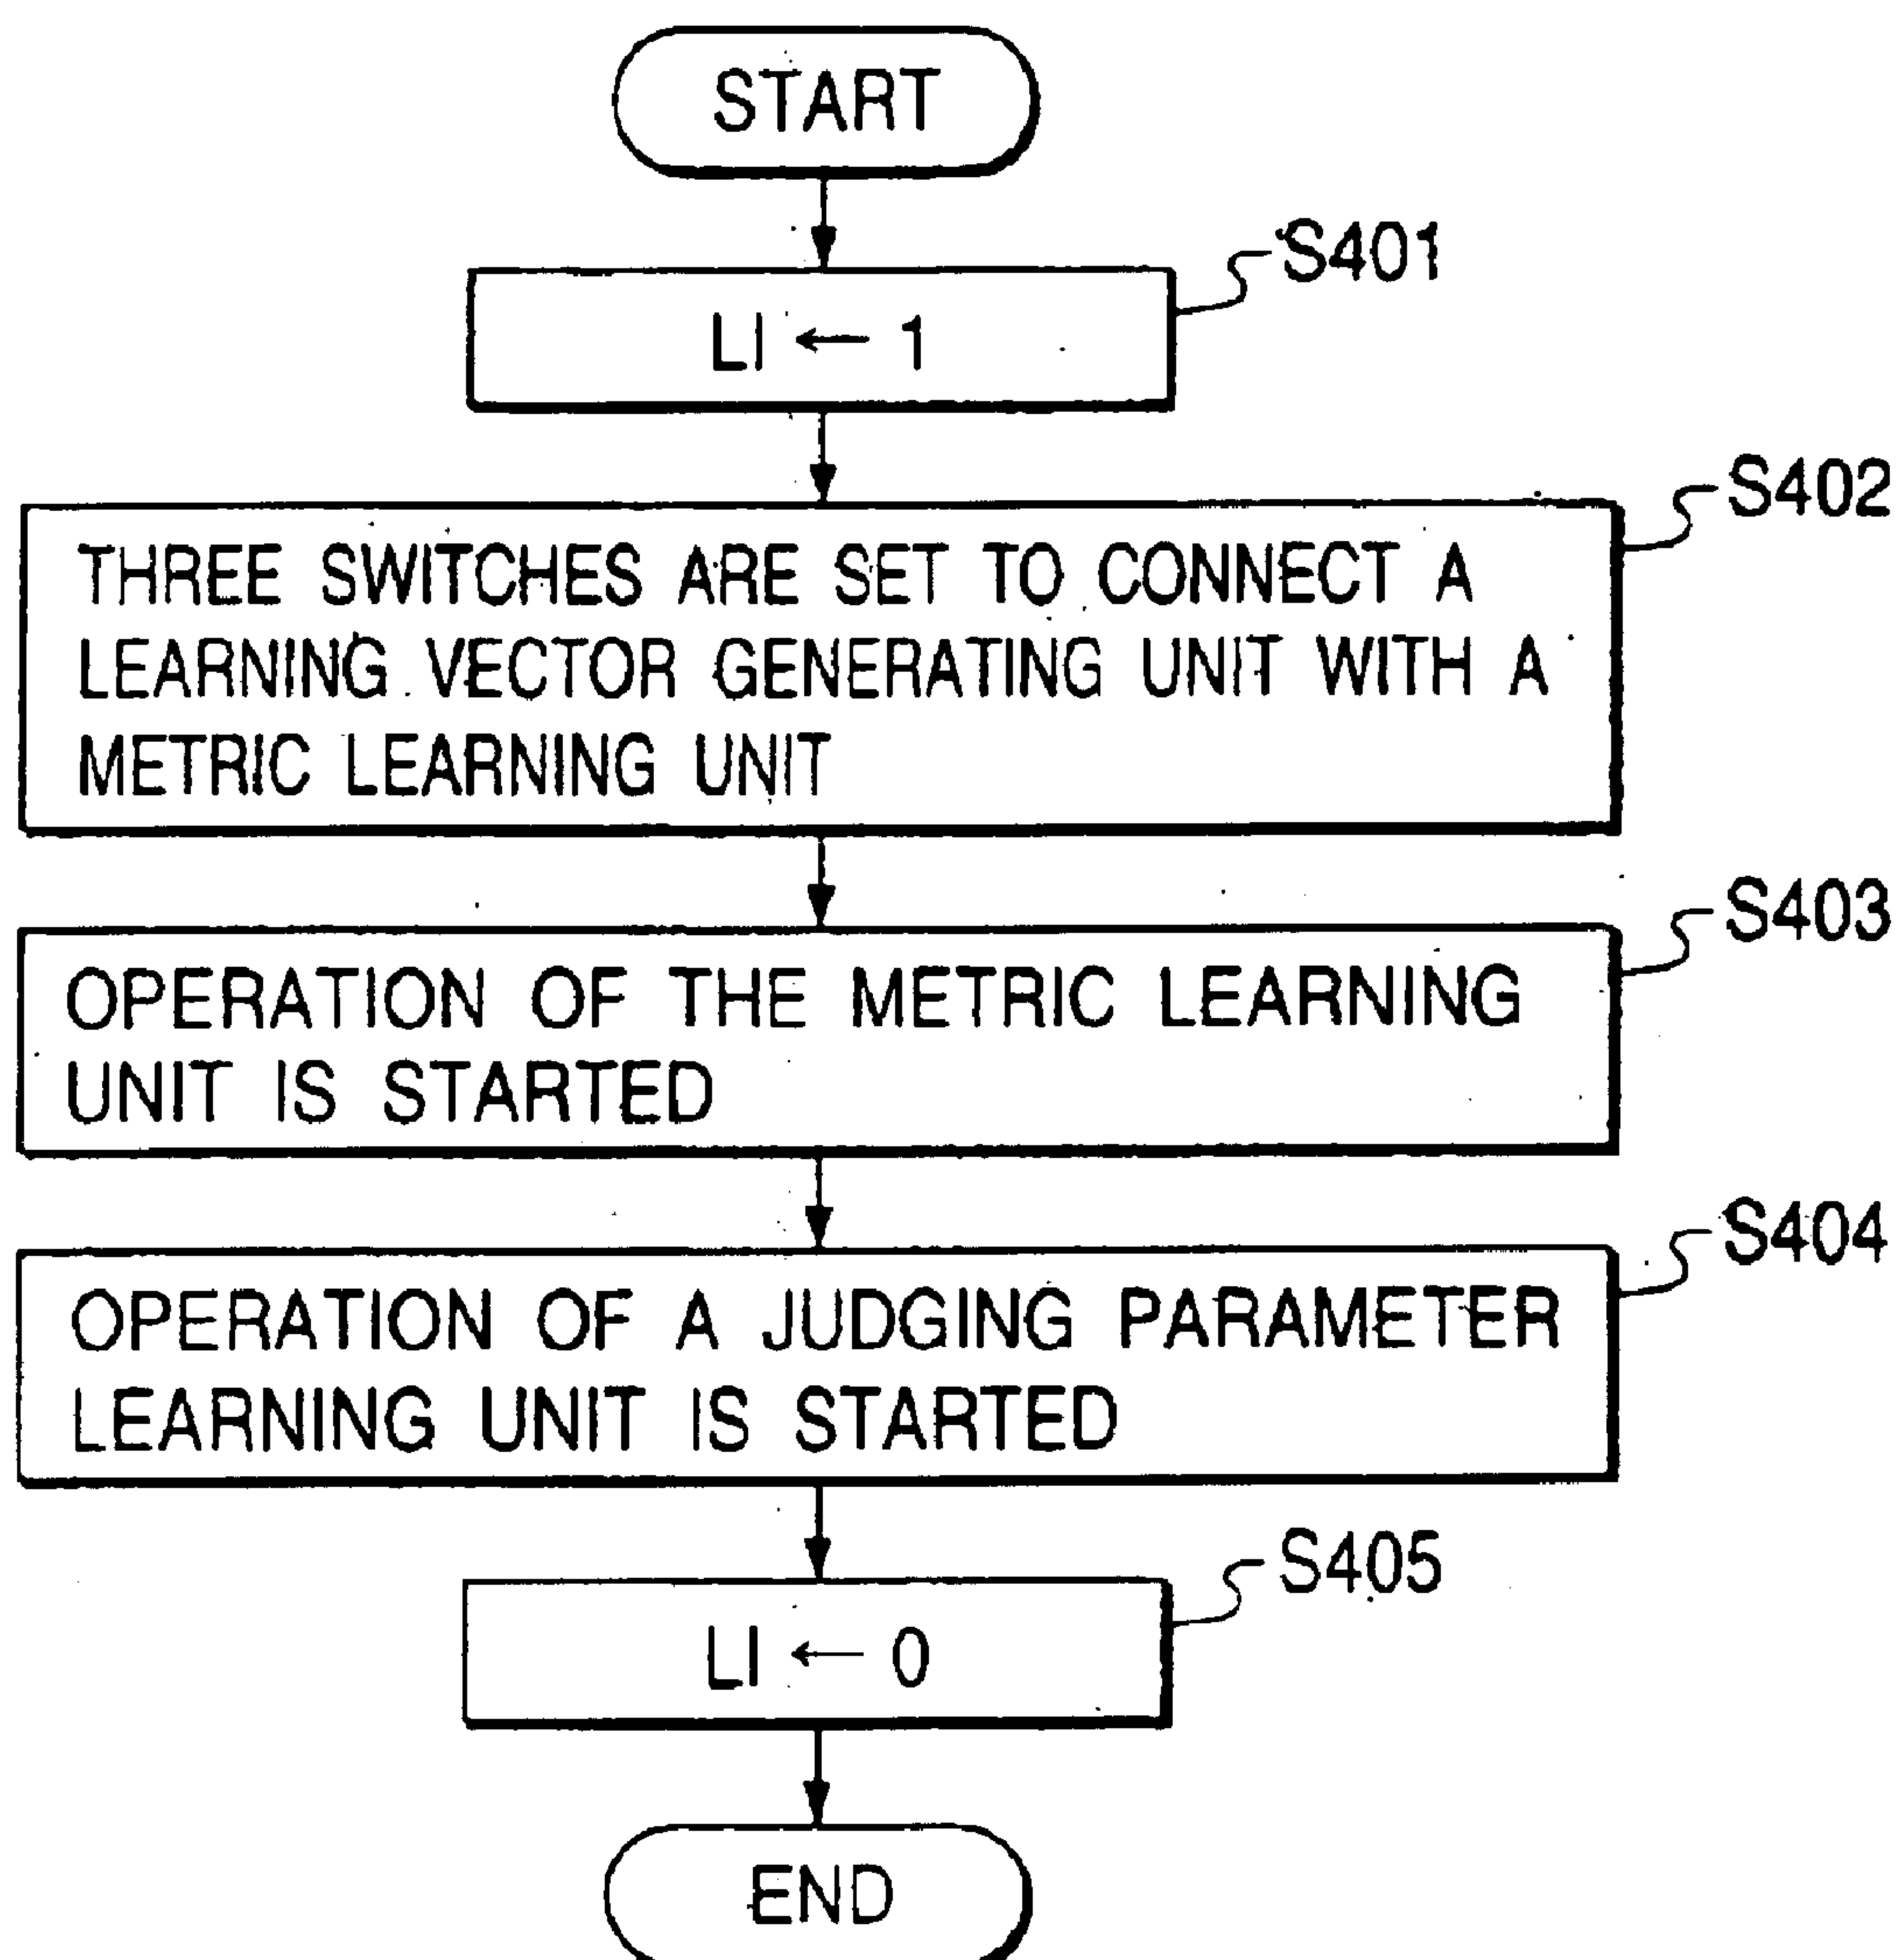 START
S401
LI ← 1
S402
THREE SWITCHES ARE SET TO CONNECT A
LEARNING VECTOR GENERATING UNIT WITH A
METRIC LEARNING UNIT
S403
OPERATION OF THE METRIC LEARNING
UNIT IS STARTED
S404
OPERATION OF A JUDGING PARAMETER
LEARNING UNIT IS STARTED
S405
LI ← 0
END